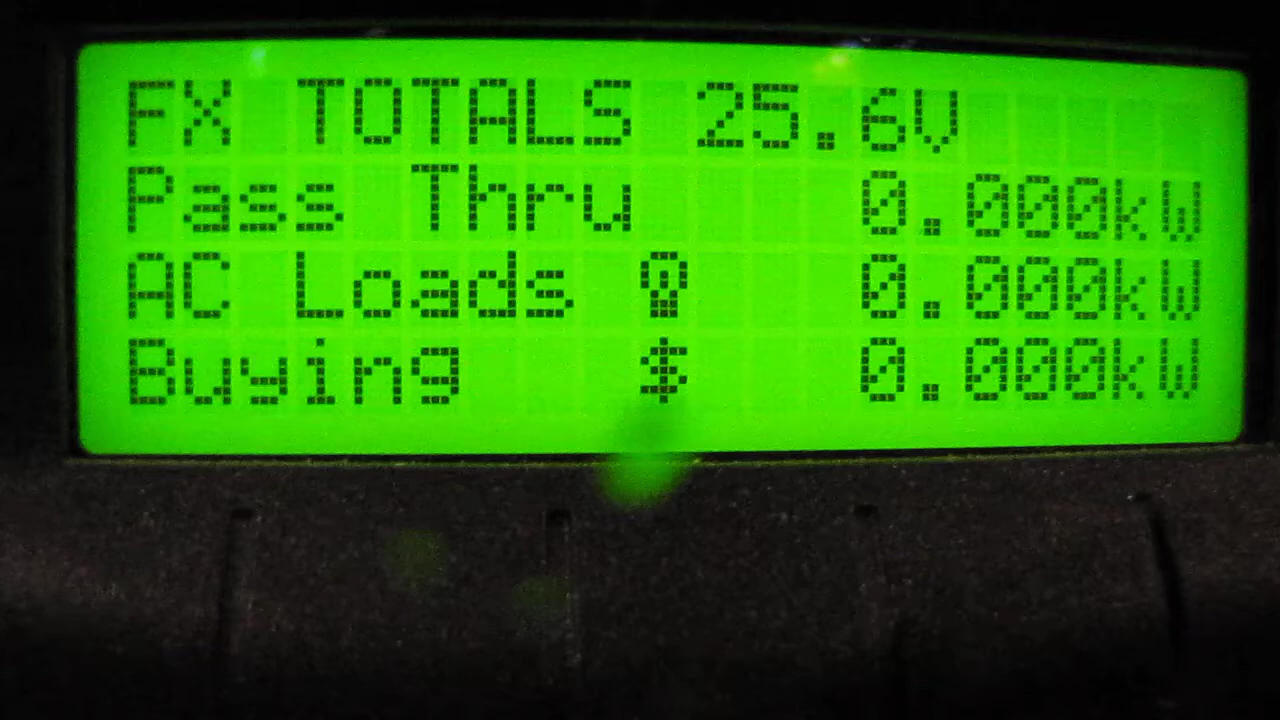 FX TOTALS 25.6V
Pass Thru 0.000kW
AC Loads 0.000kW
Buying $ 0.000kW